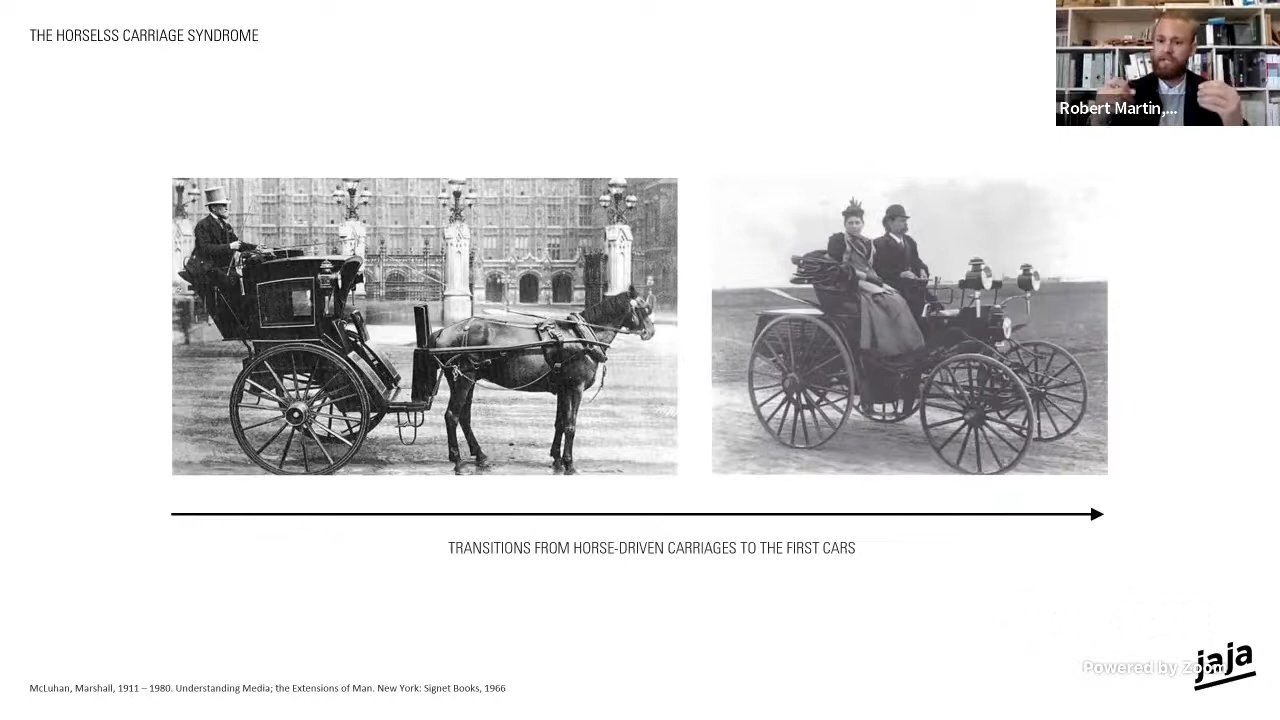 THE HORSELSS CARRIAGE SYNDROME
Robert Martin,...
TRANSITIONS FROM HORSE-DRIVEN CARRIAGES TO THE FIRST CARS
McLuhan, Marshall, 1911 – 1980. Understanding Media; the Extensions of Man. New York: Signet Books, 1966
Powered by Zoom
jaja